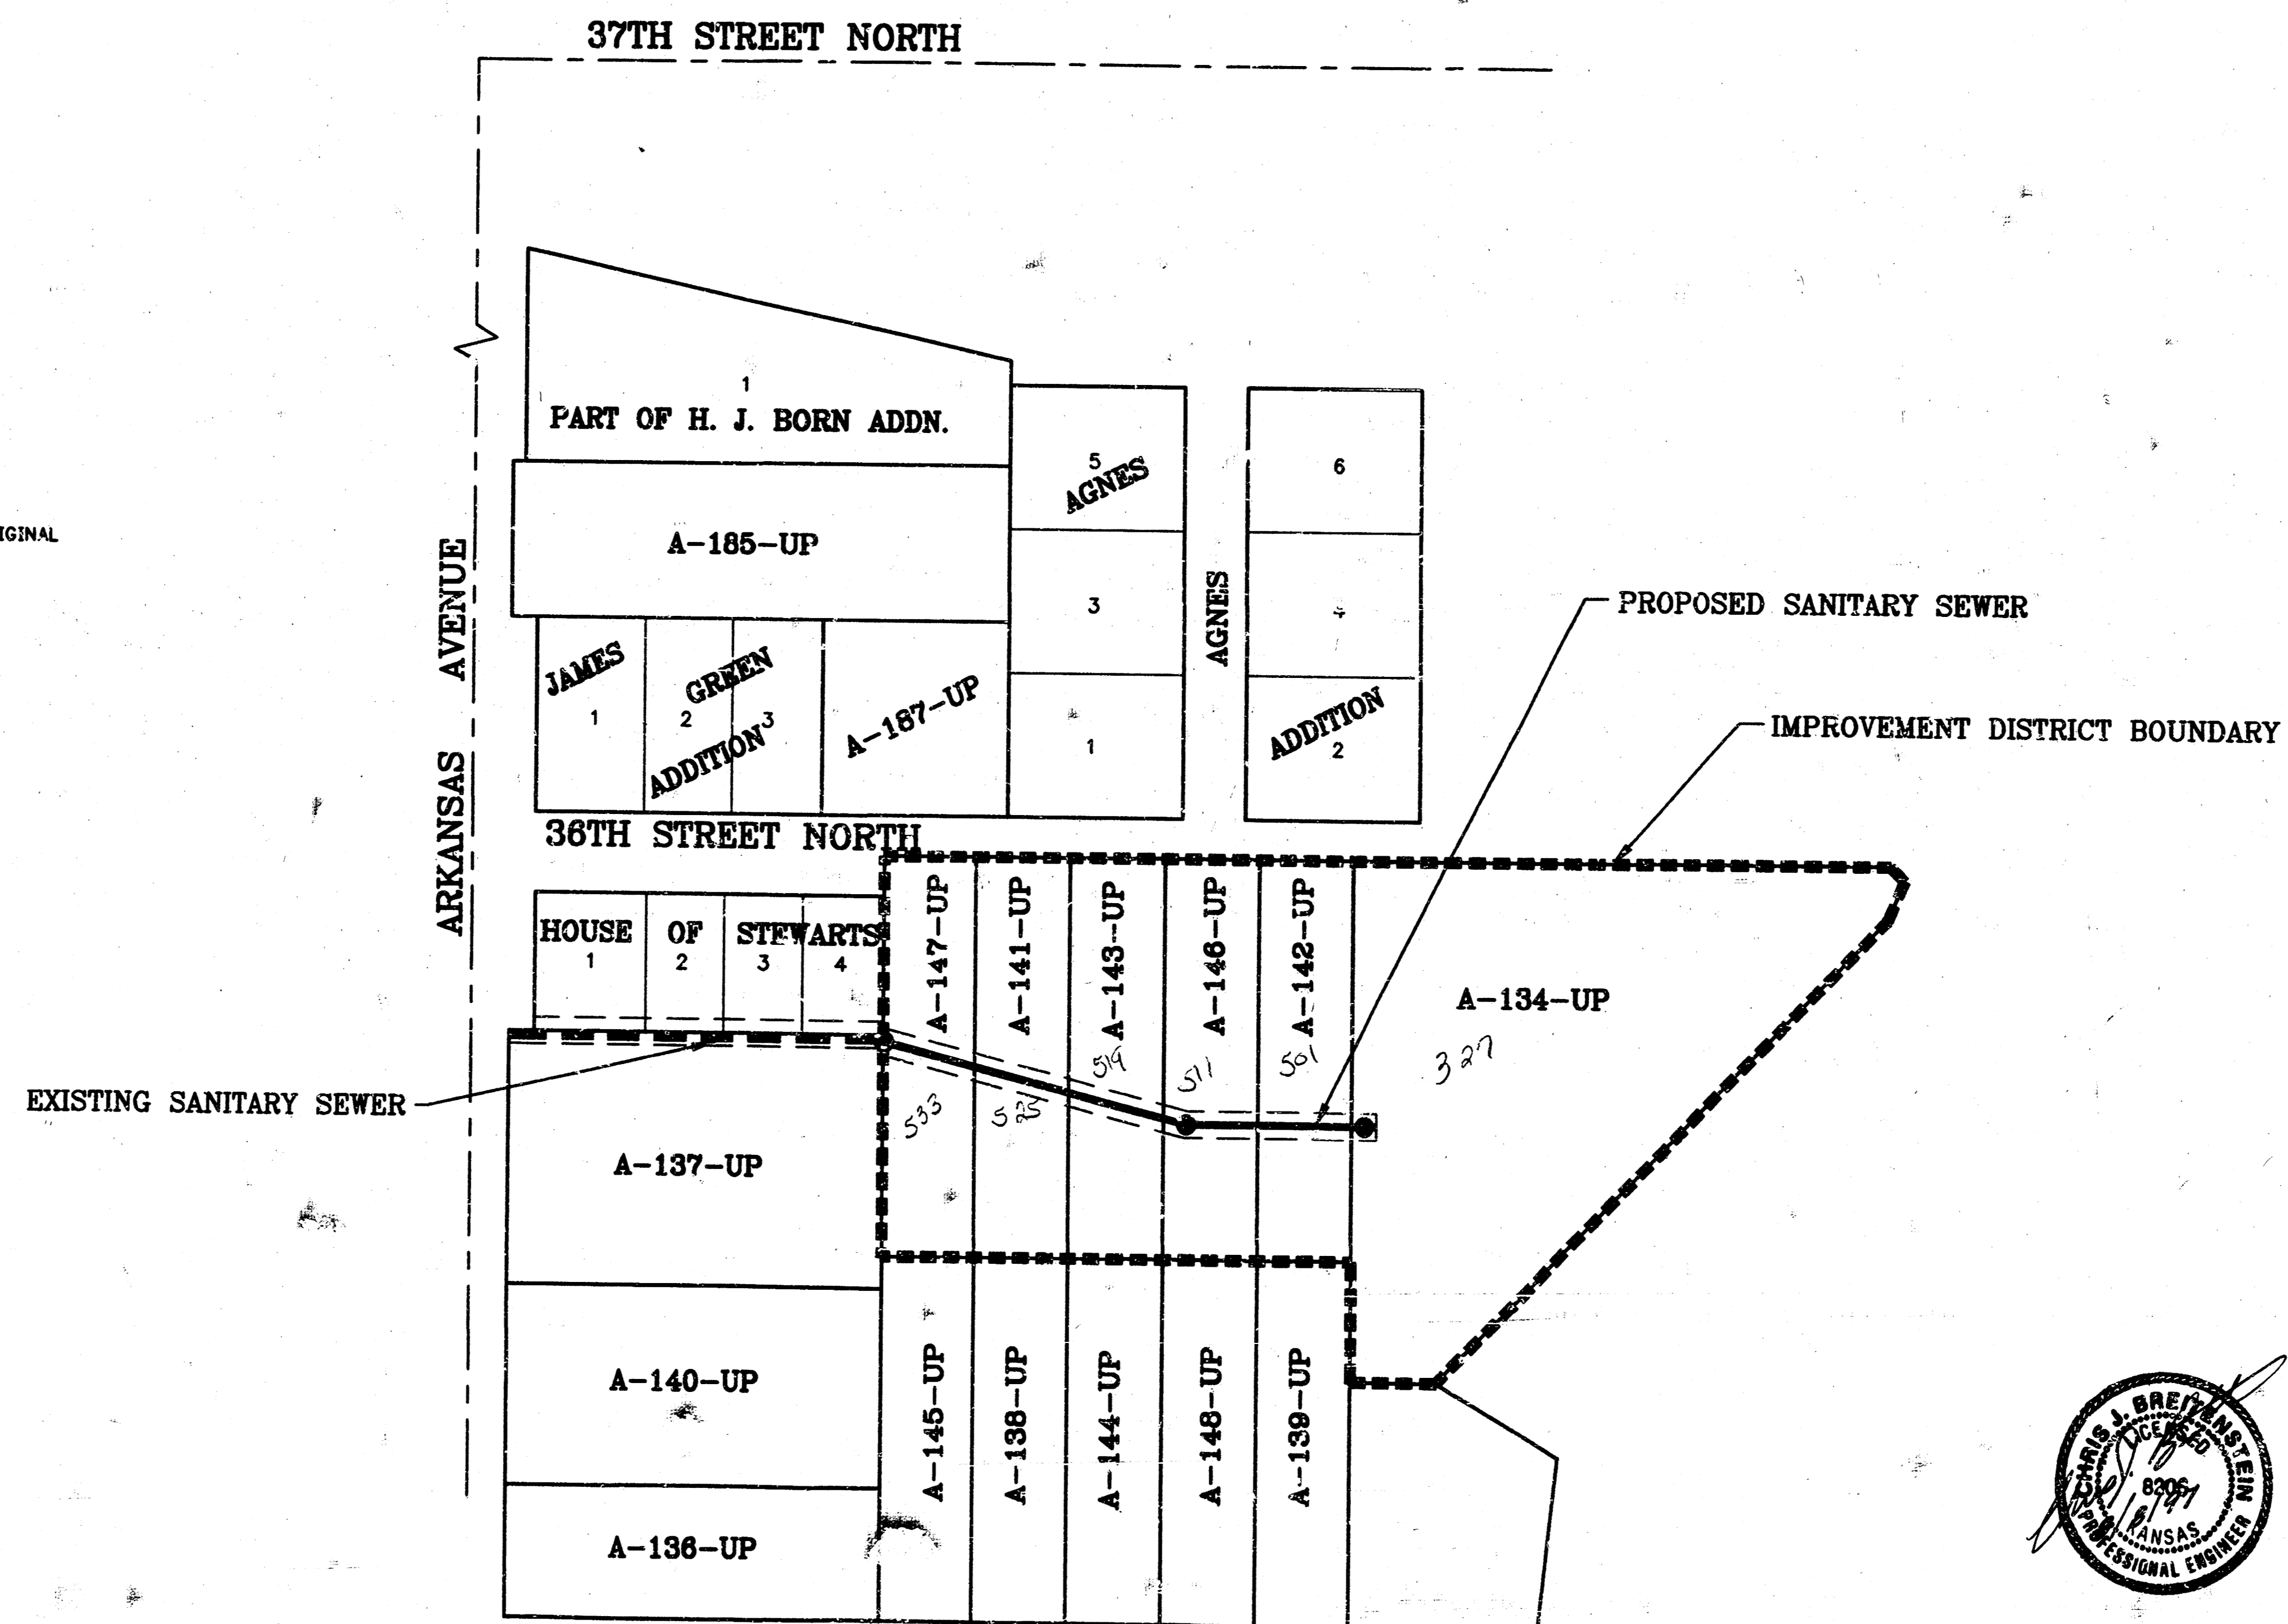 37TH STREET NORTH
IGINAL
ARKANSAS AVENUE
1
PART OF H. J. BORN ADDN.
A-185-UP
JAMES
1
GREEN
2
3
ADDITION
A-187-UP
5
AGNES
3
1
AGNES
6
4
ADDITION
2
PROPOSED SANITARY SEWER
IMPROVEMENT DISTRICT BOUNDARY
36TH STREET NORTH
HOUSE OF STEWARTS
1 2 3 4
A-147-UP
A-141-UP
A-143-UP
A-146-UP
A-142-UP
A-134-UP
533
525
519
511
501
327
EXISTING SANITARY SEWER
A-137-UP
A-140-UP
A-136-UP
A-145-UP
A-138-UP
A-144-UP
A-148-UP
A-139-UP
CHRIS J. BREITENSTEIN
LICENSED
8206
KANSAS
PROFESSIONAL ENGINEER